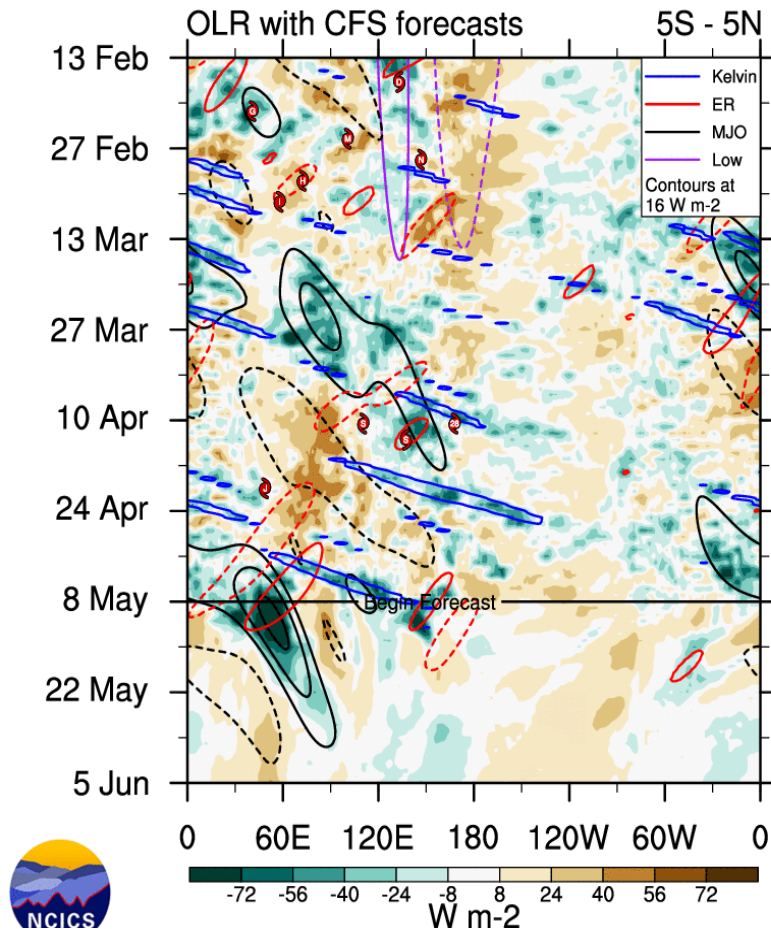 OLR with CFS forecasts 5S - 5N
13 Feb
27 Feb
13 Mar
27 Mar
10 Apr
24 Apr
8 May
22 May
5 Jun
Kelvin
ER
MJO
Low
Contours at
16 W m-2
D
G
M
N
H
I
S
S
28
J
Begin Forecast
0 60E 120E 180 120W 60W 0
-72 -56 -40 -24 -8 8 24 40 56 72
W m-2
NCICS